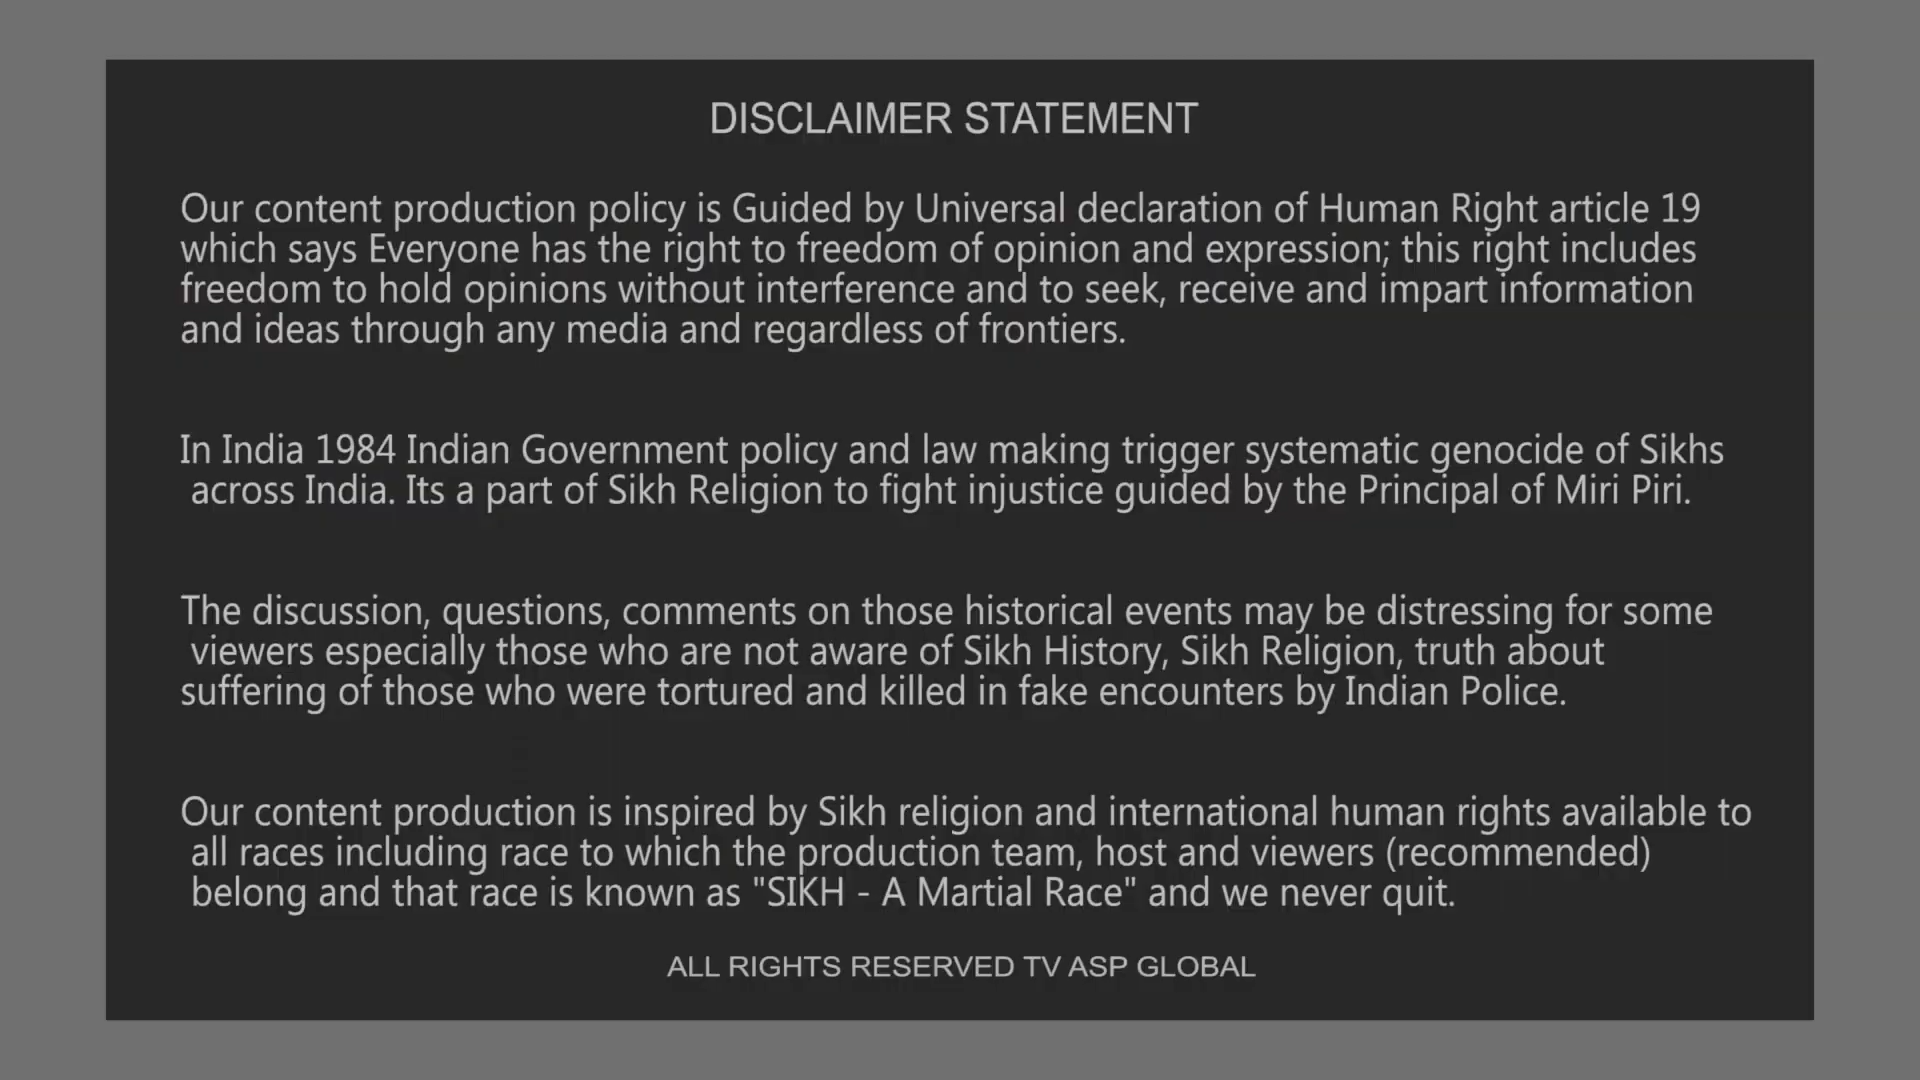 DISCLAIMER STATEMENT
Our content production policy is Guided by Universal declaration of Human Right article 19
which says Everyone has the right to freedom of opinion and expression; this right includes
freedom to hold opinions without interference and to seek, receive and impart information
and ideas through any media and regardless of frontiers.
In India 1984 Indian Government policy and law making trigger systematic genocide of Sikhs
across India. Its a part of Sikh Religion to fight injustice guided by the Principal of Miri Piri.
The discussion, questions, comments on those historical events may be distressing for some
viewers especially those who are not aware of Sikh History, Sikh Religion, truth about
suffering of those who were tortured and killed in fake encounters by Indian Police.
Our content production is inspired by Sikh religion and international human rights available to
all races including race to which the production team, host and viewers (recommended)
belong and that race is known as "SIKH - A Martial Race" and we never quit.
ALL RIGHTS RESERVED TV ASP GLOBAL